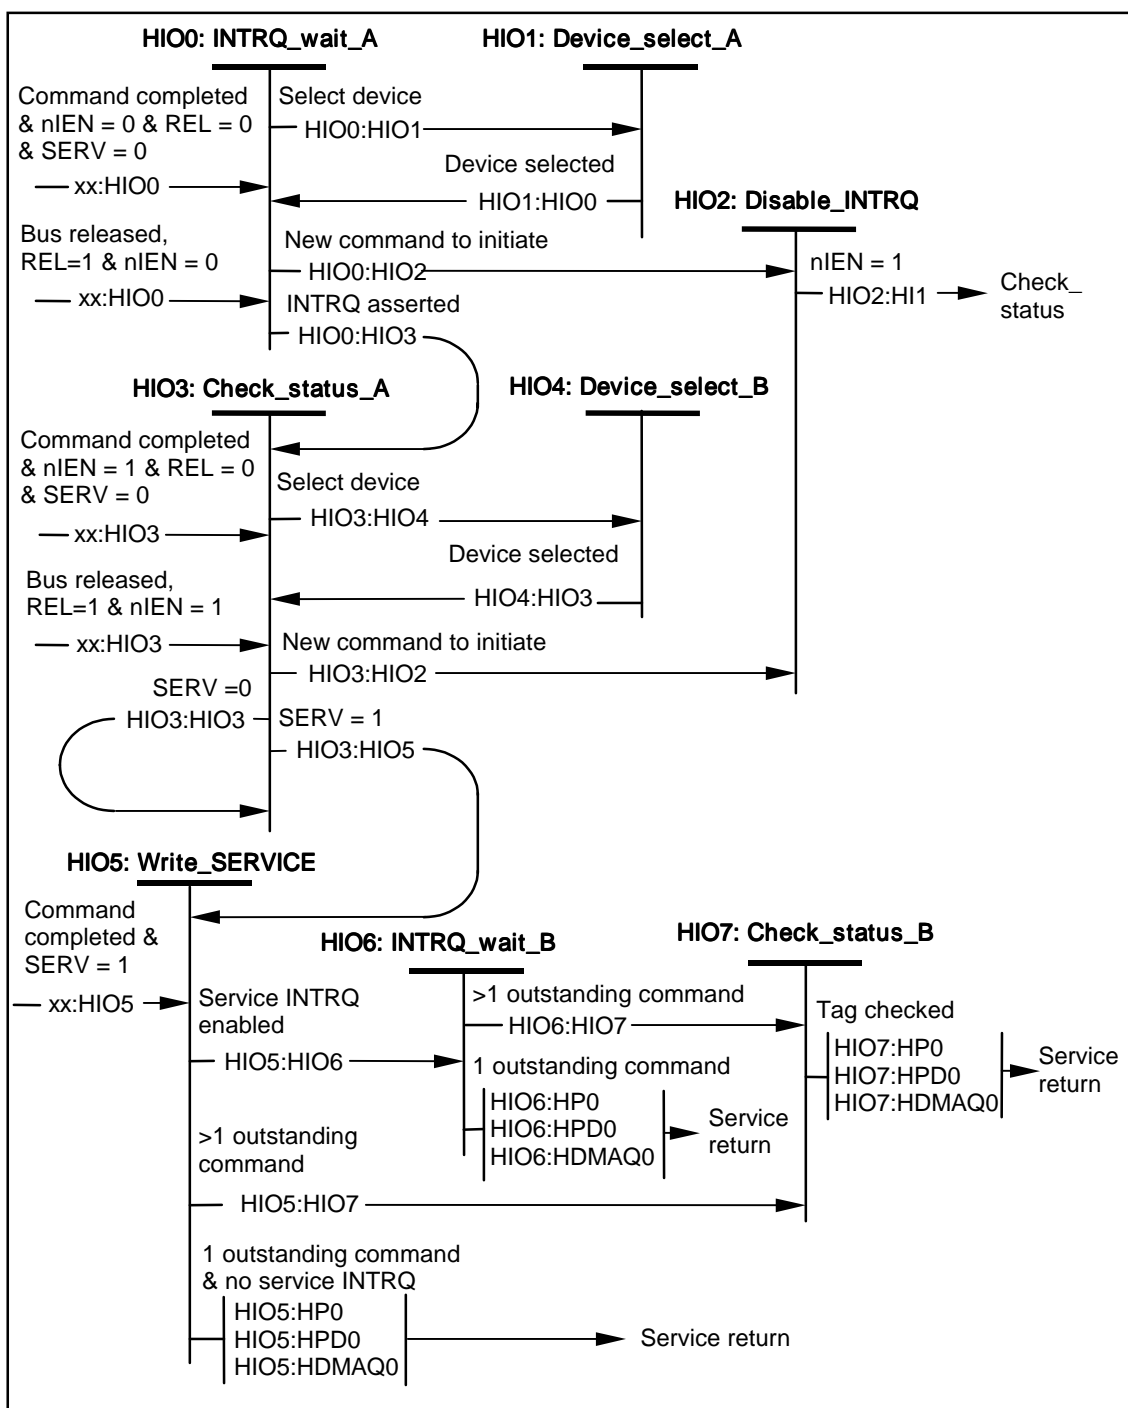 HIO0: INTRQ_wait_A
HIO1: Device_select_A
Command completed
& nIEN = 0 & REL = 0
& SERV = 0
xx:HIO0
Select device
HIO0:HIO1
Device selected
HIO1:HIO0
HIO2: Disable_INTRQ
Bus released,
REL=1 & nIEN = 0
xx:HIO0
New command to initiate
HIO0:HIO2
nIEN = 1
HIO2:HI1
Check_
status
INTRQ asserted
HIO0:HIO3
HIO3: Check_status_A
HIO4: Device_select_B
Command completed
& nIEN = 1 & REL = 0
& SERV = 0
xx:HIO3
Select device
HIO3:HIO4
Device selected
HIO4:HIO3
Bus released,
REL=1 & nIEN = 1
xx:HIO3
New command to initiate
HIO3:HIO2
SERV =0
HIO3:HIO3
SERV = 1
HIO3:HIO5
HIO5: Write_SERVICE
Command
completed &
SERV = 1
xx:HIO5
HIO6: INTRQ_wait_B
HIO7: Check_status_B
Service INTRQ
enabled
HIO5:HIO6
>1 outstanding command
HIO6:HIO7
1 outstanding command
HIO6:HP0
HIO6:HPD0
HIO6:HDMAQ0
Service
return
Tag checked
HIO7:HP0
HIO7:HPD0
HIO7:HDMAQ0
Service
return
>1 outstanding
command
HIO5:HIO7
1 outstanding command
& no service INTRQ
HIO5:HP0
HIO5:HPD0
HIO5:HDMAQ0
Service return